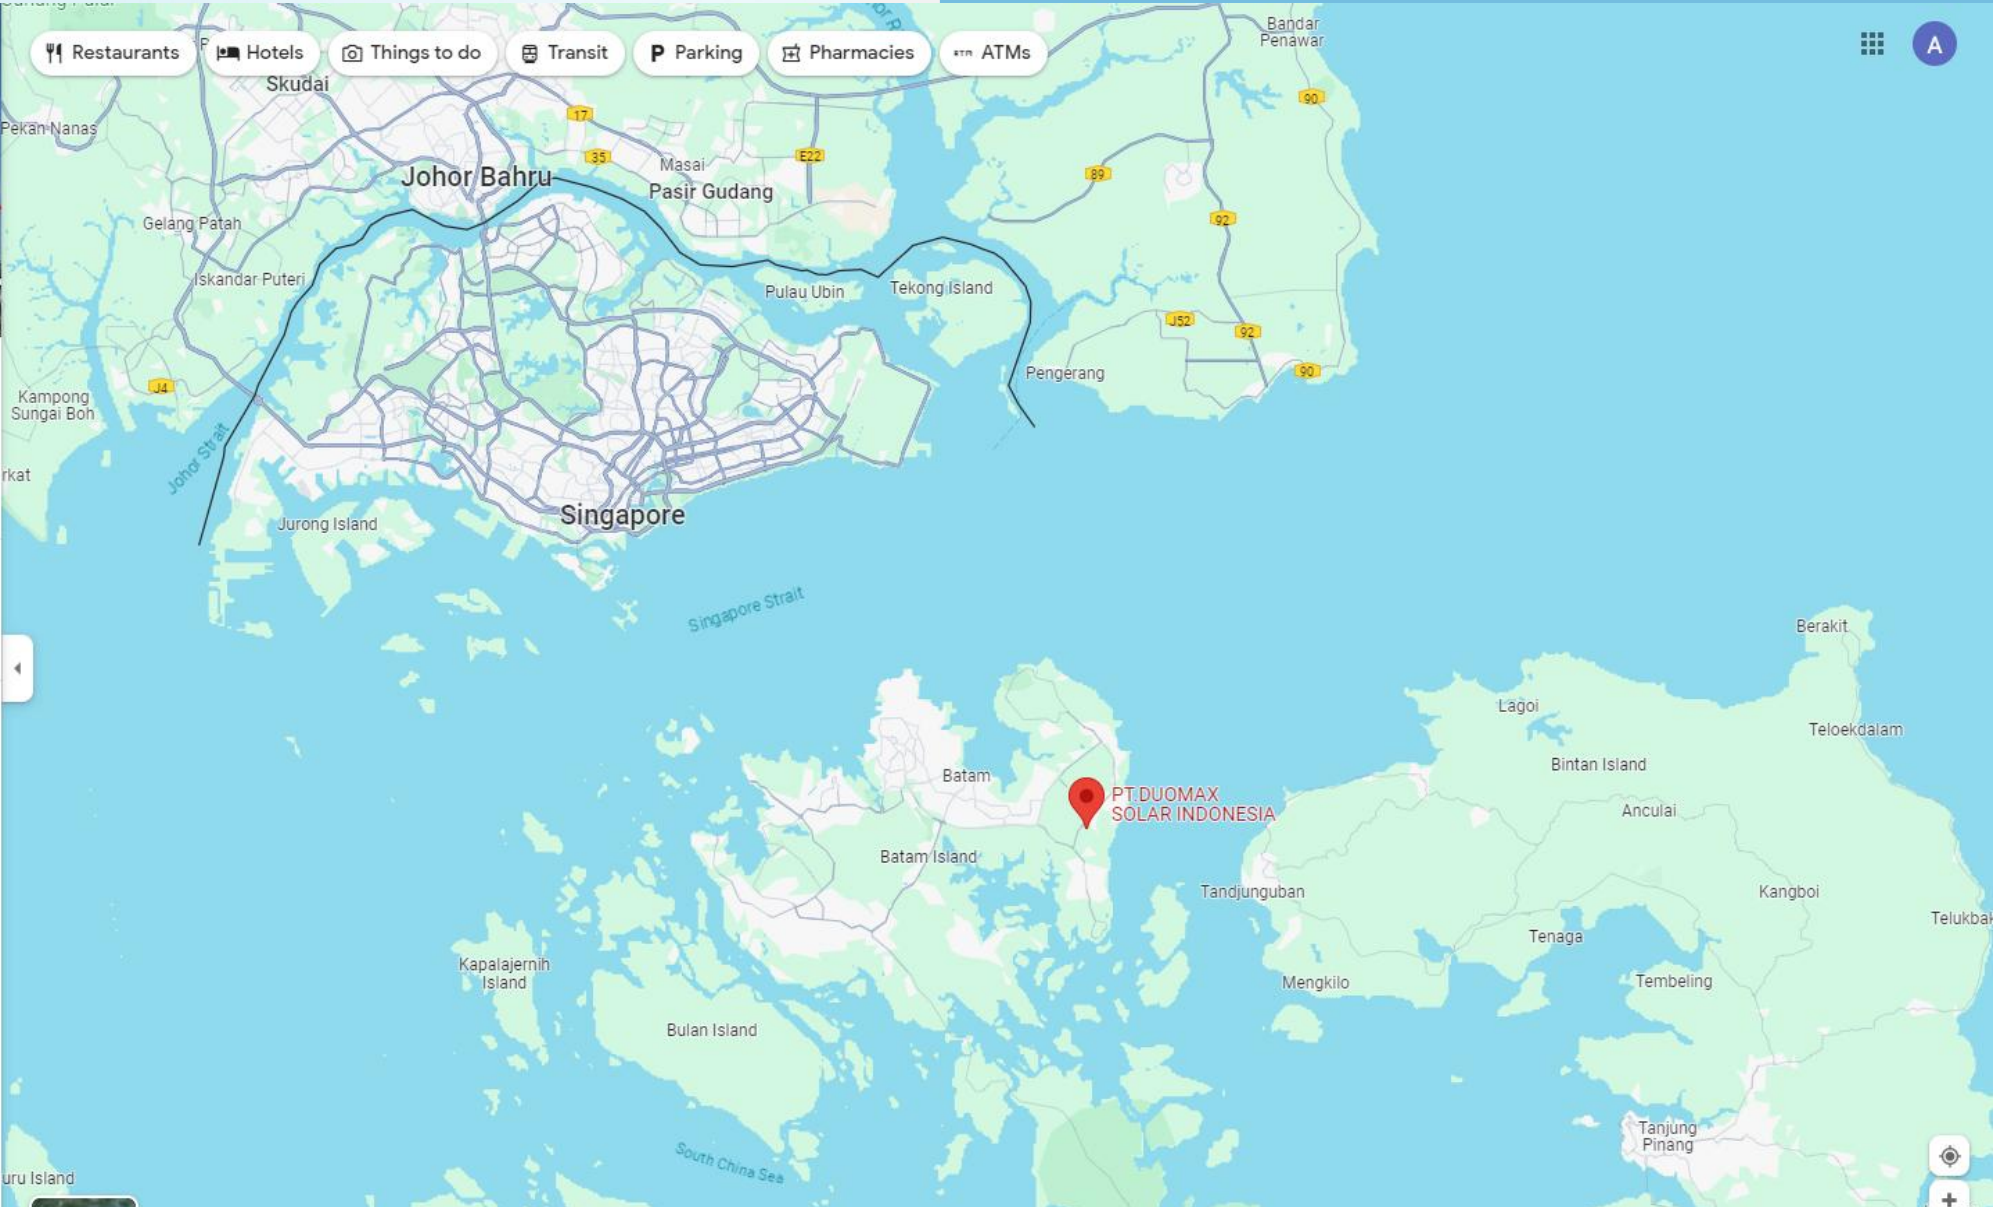 Bandar
Penawar
Restaurants
Hotels
Things to do
Transit
Parking
Pharmacies
ATMs
A
Skudai
90
17
Pekan Nanas
35
Masai
E22
Johor Bahru
Pasir Gudang
89
Gelang Patah
92
Iskandar Puteri
Pulau Ubin
Tekong Island
J52
92
Pengerang
90
J4
Kampong
Sungai Boh
Johor Strait
rkat
Singapore
Jurong Island
Singapore Strait
Berakit
Lagoi
Teloekdalam
Bintan Island
Batam
PT.DUOMAX
SOLAR INDONESIA
Anculai
Batam Island
Tandjunguban
Kangboi
Telukbak
Tenaga
Kapalajernih
Island
Mengkilo
Tembeling
Bulan Island
Tanjung
Pinang
South China Sea
uru Island